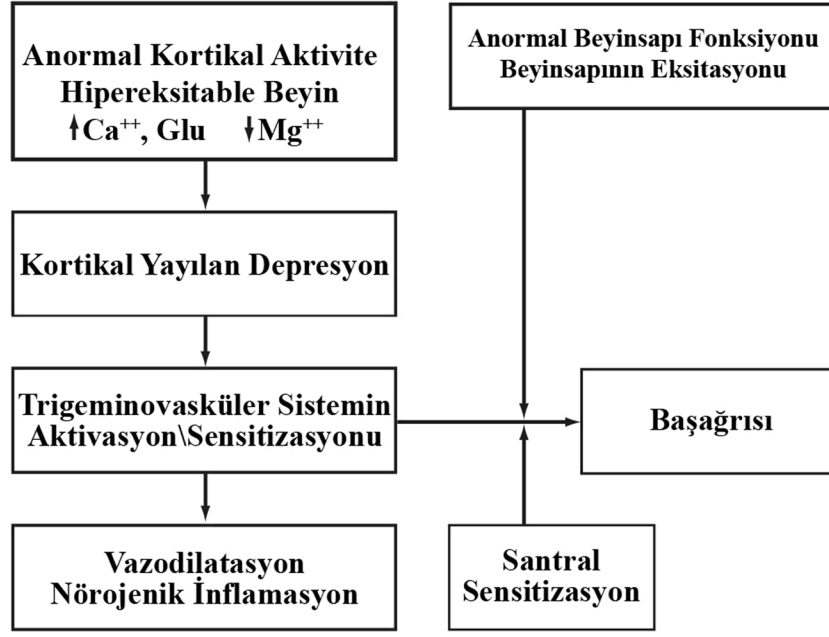 Anormal Kortikal Aktivite
Hipereksitable Beyin
↑Ca⁺⁺, Glu ↓Mg⁺⁺
Anormal Beyinsapı Fonksiyonu
Beyinsapının Eksitasyonu
Kortikal Yayılan Depresyon
Trigeminovasküler Sistemin
Aktivasyon\Sensitizasyonu
Başağrısı
Vazodilatasyon
Nörojenik İnflamasyon
Santral
Sensitizasyon